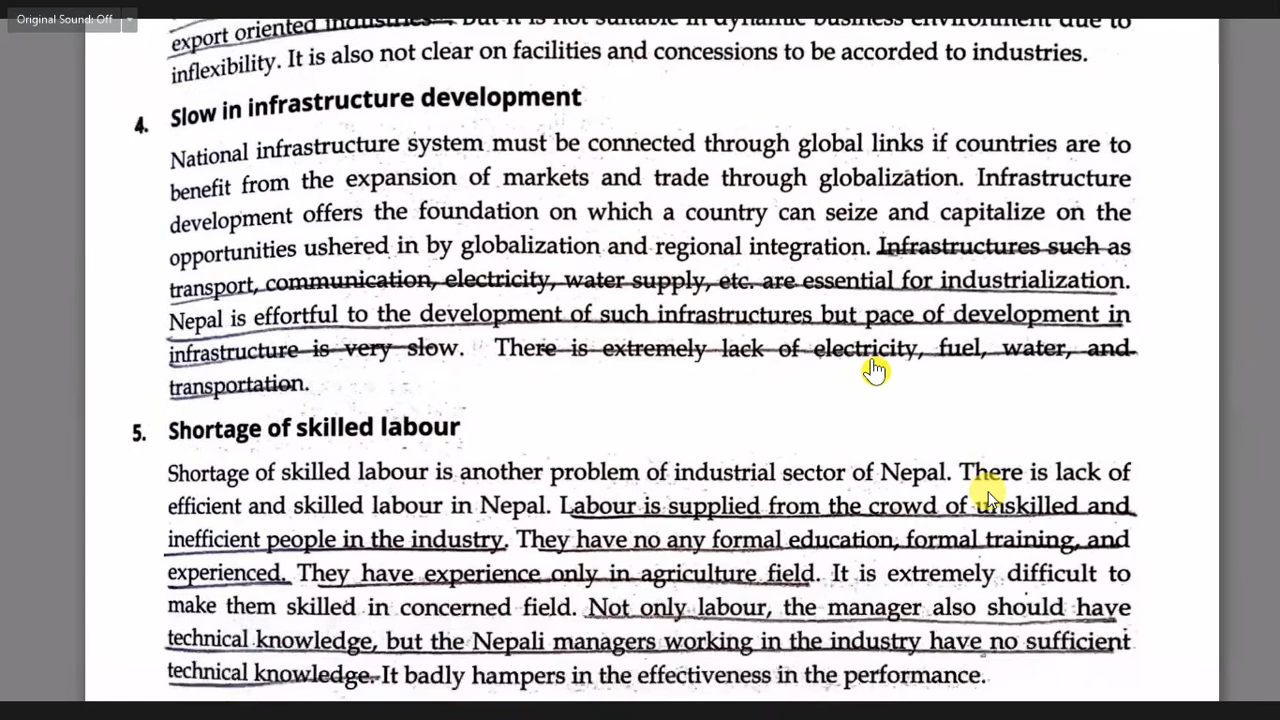 Original Sound: Off
export oriented industries. But it is not suitable in dynamic business environment due to
inflexibility. It is also not clear on facilities and concessions to be accorded to industries.
4. Slow in infrastructure development
National infrastructure system must be connected through global links if countries are to
benefit from the expansion of markets and trade through globalization. Infrastructure
development offers the foundation on which a country can seize and capitalize on the
opportunities ushered in by globalization and regional integration. Infrastructures such as
transport, communication, electricity, water supply, etc. are essential for industrialization.
Nepal is effortful to the development of such infrastructures but pace of development in
infrastructure is very slow. There is extremely lack of electricity, fuel, water, and
transportation.
5. Shortage of skilled labour
Shortage of skilled labour is another problem of industrial sector of Nepal. There is lack of
efficient and skilled labour in Nepal. Labour is supplied from the crowd of unskilled and
inefficient people in the industry. They have no any formal education, formal training, and
experienced. They have experience only in agriculture field. It is extremely difficult to
make them skilled in concerned field. Not only labour, the manager also should have
technical knowledge, but the Nepali managers working in the industry have no sufficient
technical knowledge. It badly hampers in the effectiveness in the performance.